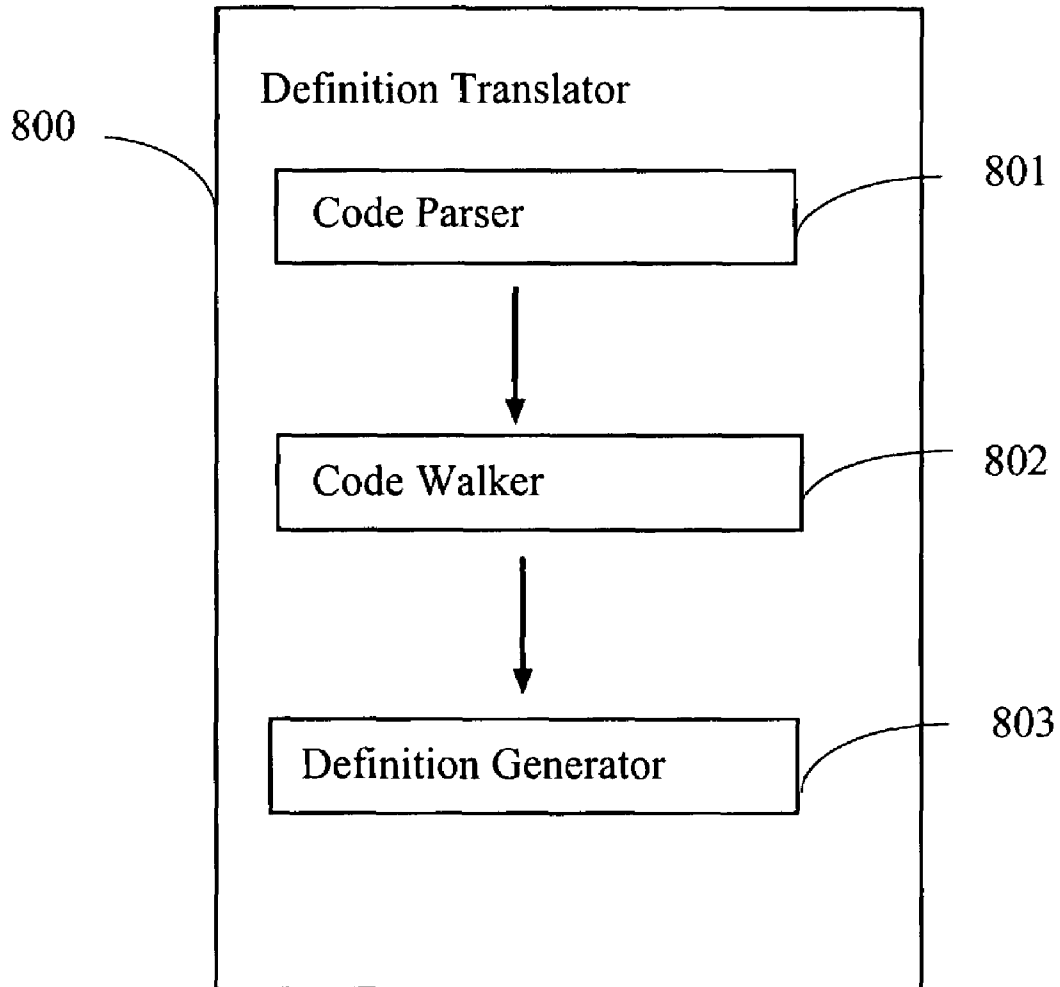 Definition Translator
800
801
Code Parser
802
Code Walker
803
Definition Generator